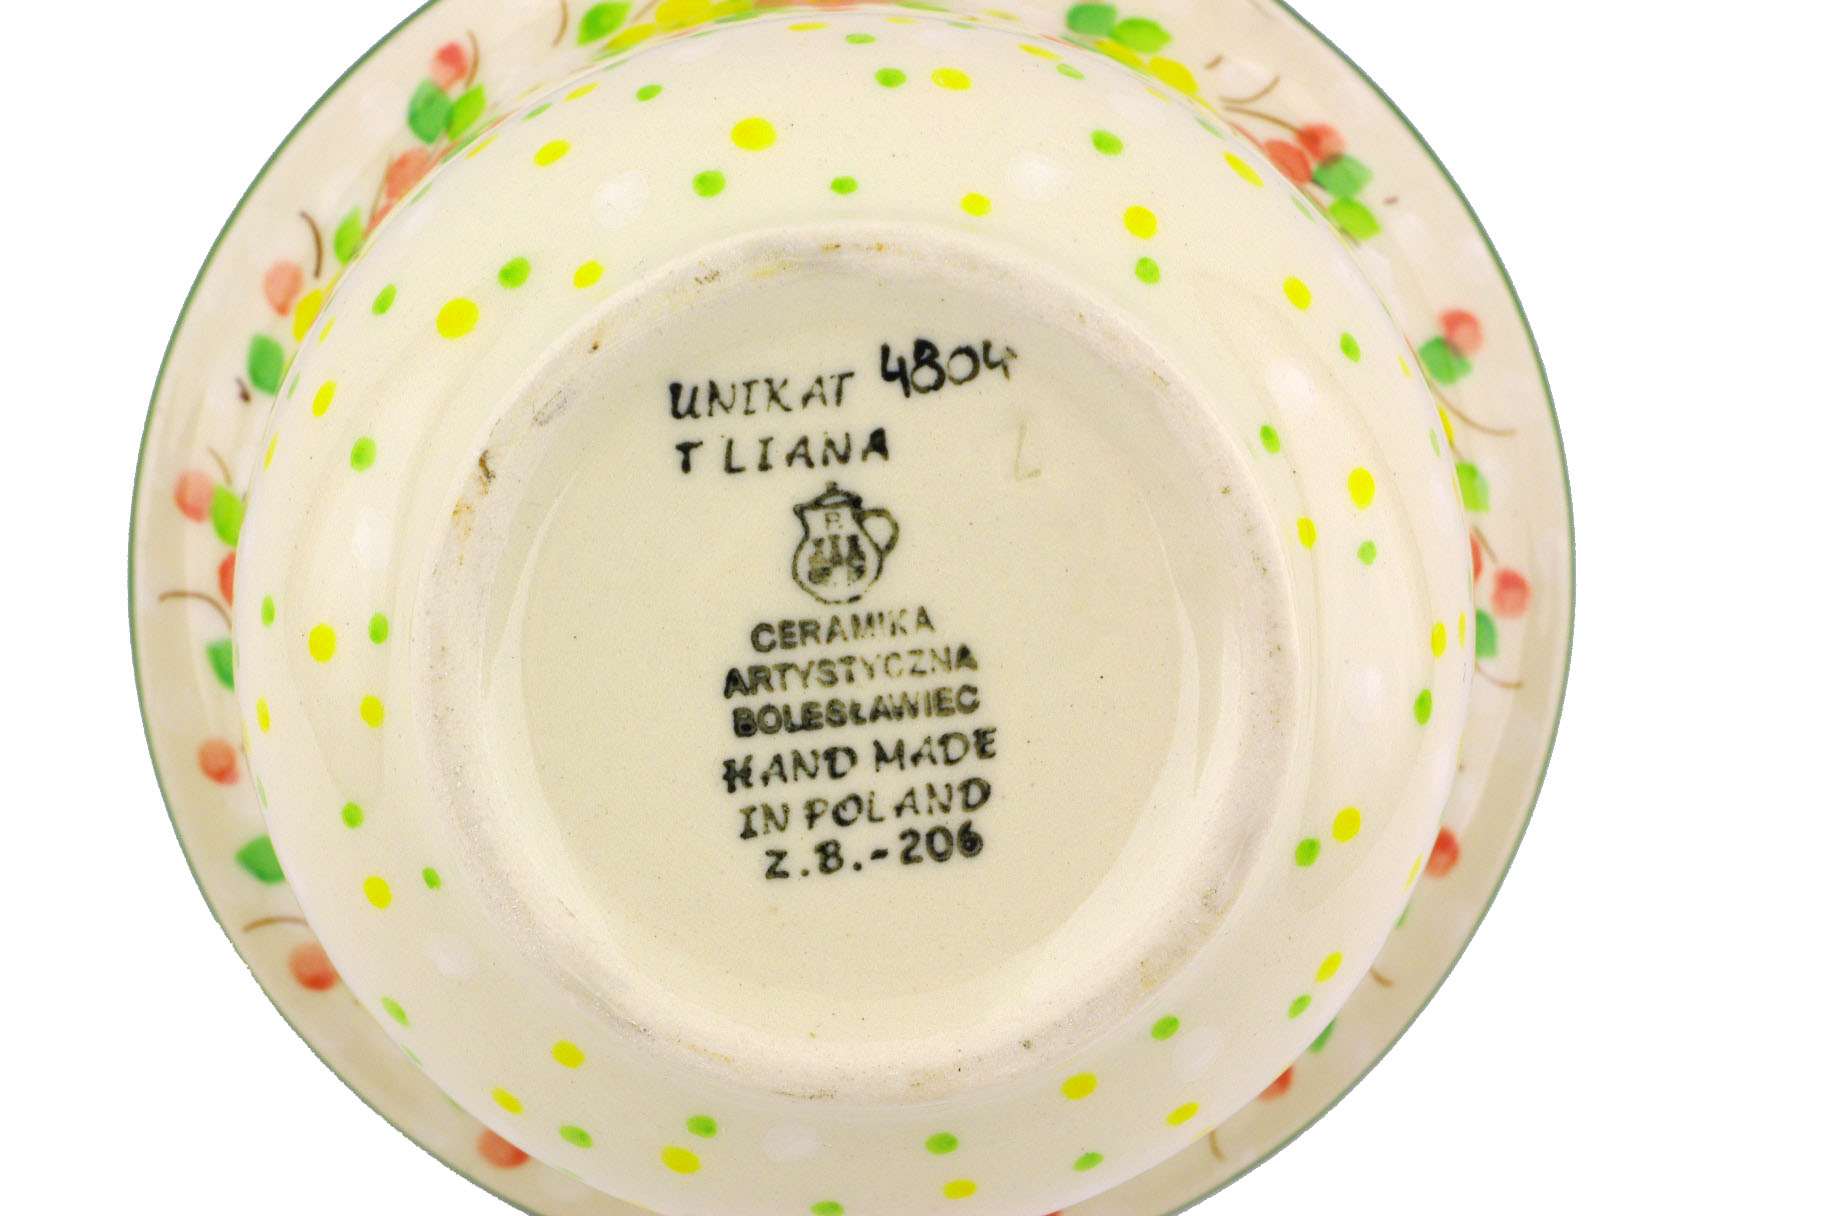 UNIKAT 4804
T LIANA
L
CERAMIKA
ARTYSTYCZNA
BOLESŁAWIEC
HAND MADE
IN POLAND
Z.B.-206